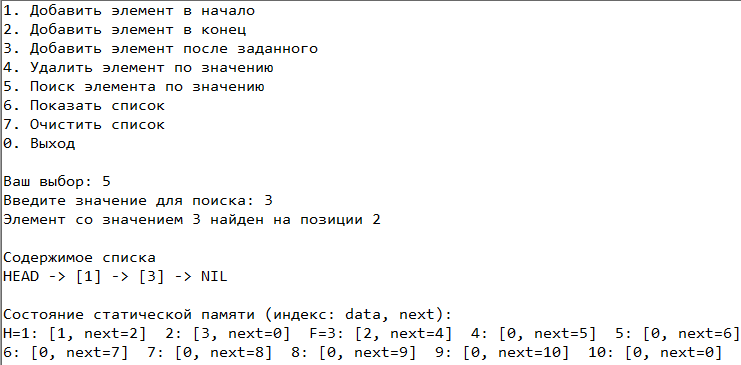 1. Добавить элемент в начало
2. Добавить элемент в конец
3. Добавить элемент после заданного
4. Удалить элемент по значению
5. Поиск элемента по значению
6. Показать список
7. Очистить список
0. Выход
Ваш выбор: 5
Введите значение для поиска: 3
Элемент со значением 3 найден на позиции 2
Содержимое списка
HEAD -> [1] -> [3] -> NIL
Состояние статической памяти (индекс: data, next):
H=1: [1, next=2]  2: [3, next=0]  F=3: [2, next=4]  4: [0, next=5]  5: [0, next=6]
6: [0, next=7]  7: [0, next=8]  8: [0, next=9]  9: [0, next=10]  10: [0, next=0]